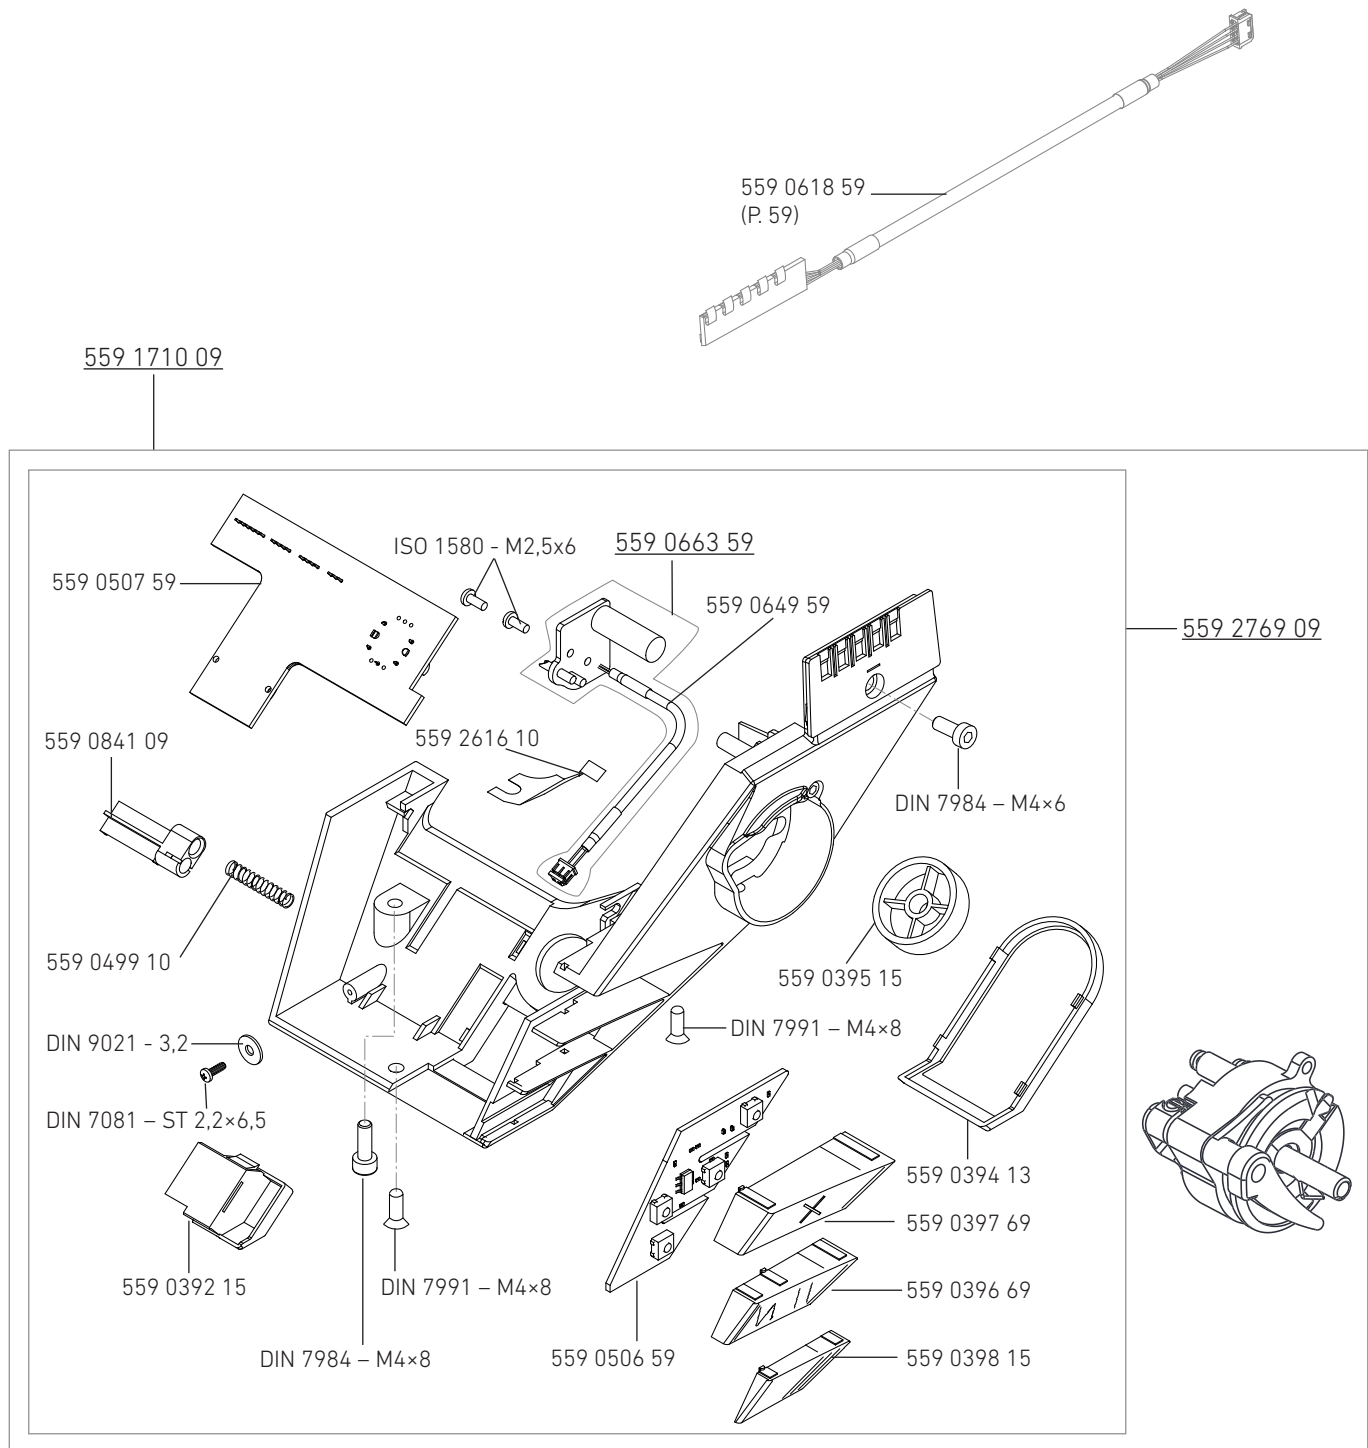 559 0618 59
(P. 59)
559 1710 09
ISO 1580 - M2,5x6
559 0663 59
559 0507 59
559 0649 59
559 2769 09
559 0841 09
559 2616 10
DIN 7984 – M4×6
559 0499 10
559 0395 15
DIN 9021 - 3,2
DIN 7991 – M4×8
DIN 7081 – ST 2,2×6,5
559 0394 13
559 0397 69
559 0392 15
DIN 7991 – M4×8
559 0396 69
DIN 7984 – M4×8
559 0506 59
559 0398 15